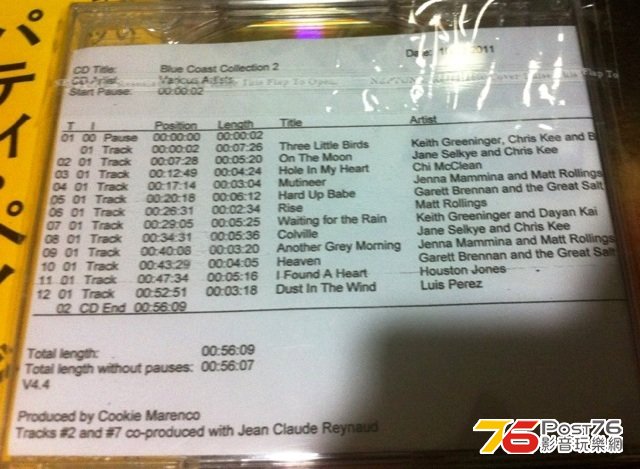 パティ・ペイ
Date: 2011
CD Title: Blue Coast Collection 2
CD Artist: Various Artists
Start Pause: 00:00:02
T I Position Length Title Artist
01 00 Pause 00:00:00 00:00:02
01 Track 00:00:02 00:07:26 Three Little Birds Keith Greeninger, Chris Kee and B
02 01 Track 00:07:28 00:05:20 On The Moon Jane Selkye and Chris Kee
03 01 Track 00:12:49 00:04:24 Hole In My Heart Chi McClean
04 01 Track 00:17:14 00:03:04 Mutineer Jenna Mammina and Matt Rollings
05 01 Track 00:20:18 00:06:12 Hard Up Babe Garett Brennan and the Great Salt
06 01 Track 00:26:31 00:02:34 Rise Matt Rollings
07 01 Track 00:29:05 00:05:25 Waiting for the Rain Keith Greeninger and Dayan Kai
08 01 Track 00:34:31 00:05:36 Colville Jane Selkye and Chris Kee
09 01 Track 00:40:08 00:03:20 Another Grey Morning Jenna Mammina and Matt Rollings
10 01 Track 00:43:29 00:04:05 Heaven Garett Brennan and the Great Salt
11 01 Track 00:47:34 00:05:16 I Found A Heart Houston Jones
12 01 Track 00:52:51 00:03:18 Dust In The Wind Luis Perez
02 CD End 00:56:09
Total length: 00:56:09
Total length without pauses: 00:56:07
V4.4
Produced by Cookie Marenco
Tracks #2 and #7 co-produced with Jean Claude Reynaud
76 Post76
影音玩樂網